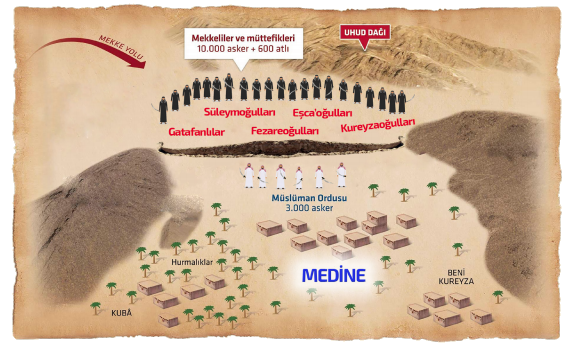 MEKKE YOLU
Mekkeliler ve müttefikleri
10.000 asker + 600 atlı
UHUD DAĞI
Süleymoğulları
Eşca'oğulları
Gatafanlılar
Fezareoğulları
Kureyzaoğulları
Müslüman Ordusu
3.000 asker
Hurmalıklar
MEDİNE
BENİ
KUREYZA
KUBÂ